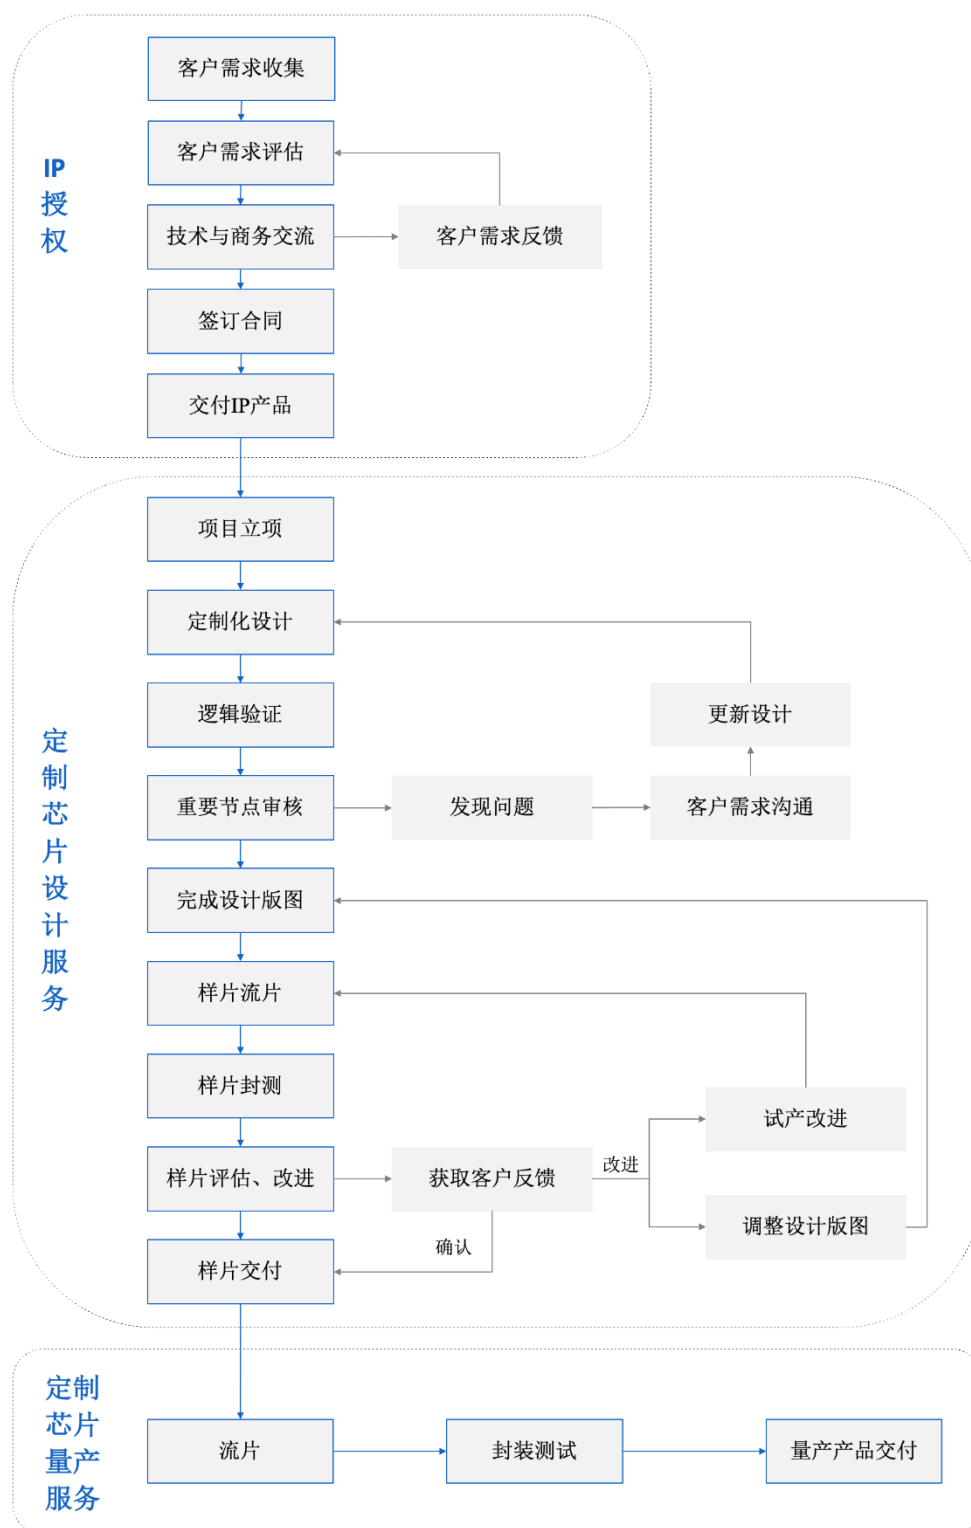 客户需求收集
客户需求评估
IP
授
权
技术与商务交流
客户需求反馈
签订合同
交付IP产品
项目立项
定制化设计
逻辑验证
更新设计
重要节点审核
发现问题
客户需求沟通
定
制
芯
片
设
计
服
务
完成设计版图
样片流片
样片封测
试产改进
样片评估、改进
获取客户反馈
改进
调整设计版图
确认
样片交付
定制
芯片
量产
服务
流片
封装测试
量产产品交付